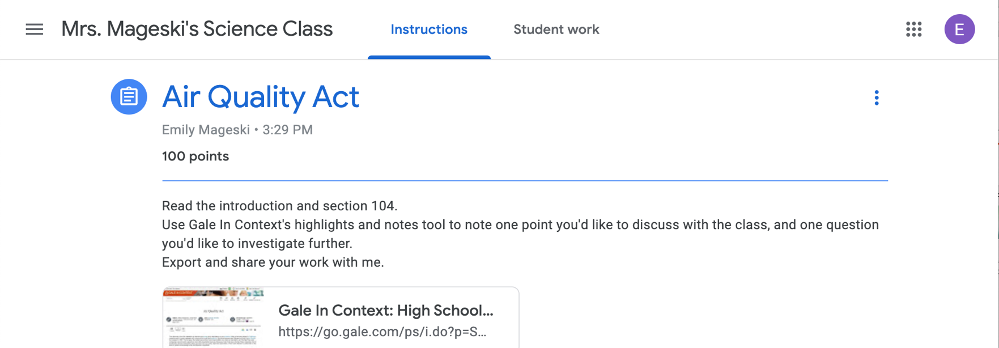 Mrs. Mageski's Science Class
Instructions
Student work
E
Air Quality Act
Emily Mageski • 3:29 PM
100 points
Read the introduction and section 104.
Use Gale In Context's highlights and notes tool to note one point you'd like to discuss with the class, and one question
you'd like to investigate further.
Export and share your work with me.
Air Quality Act
Gale In Context: High School...
https://go.gale.com/ps/i.do?p=S...